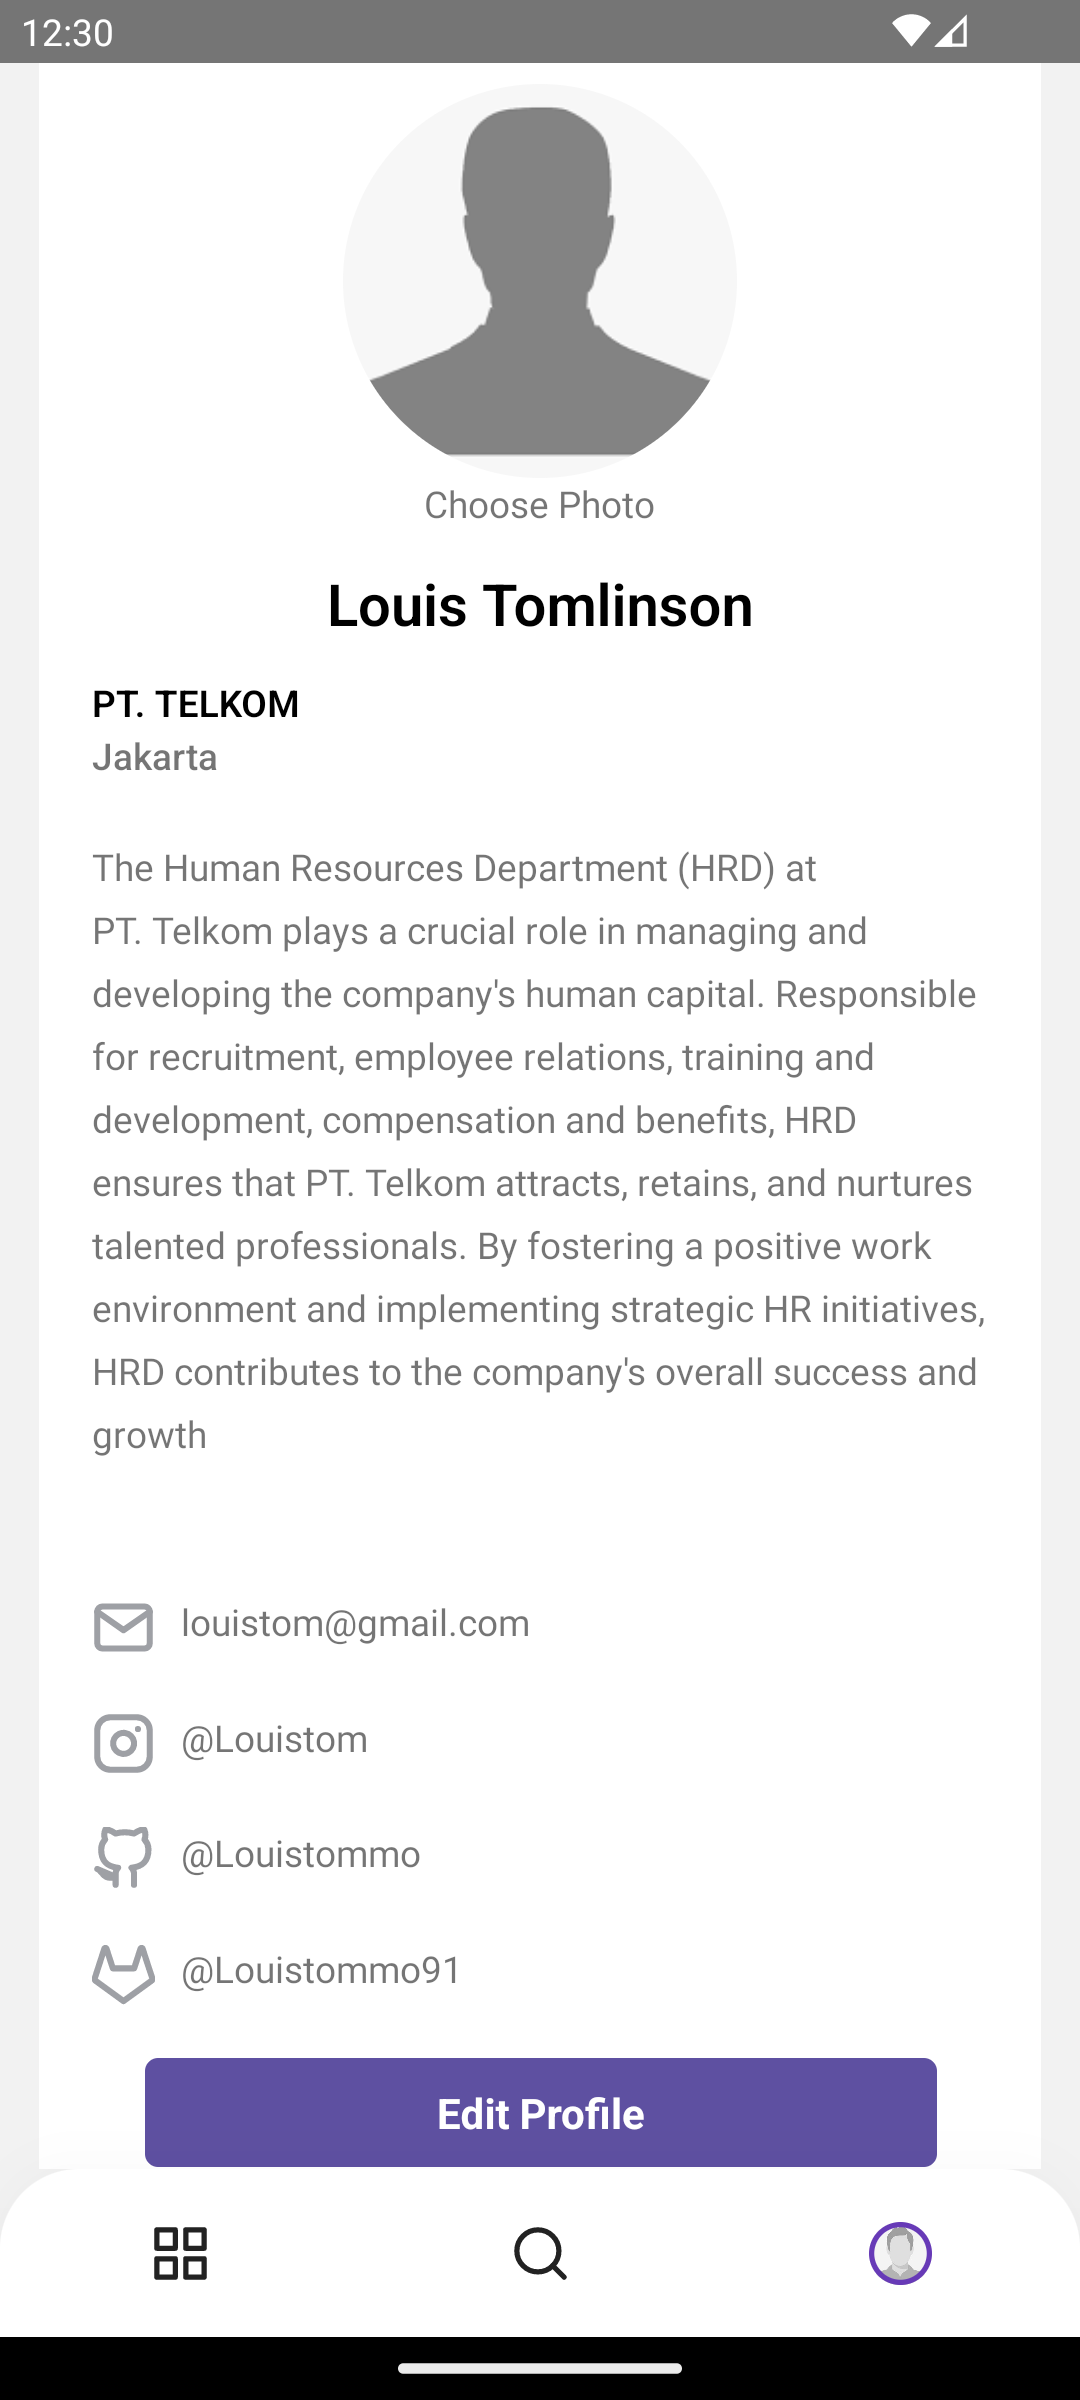 12:30
Choose Photo
Louis Tomlinson
PT. TELKOM
Jakarta
The Human Resources Department (HRD) at
PT. Telkom plays a crucial role in managing and
developing the company's human capital. Responsible
for recruitment, employee relations, training and
development, compensation and benefits, HRD
ensures that PT. Telkom attracts, retains, and nurtures
talented professionals. By fostering a positive work
environment and implementing strategic HR initiatives,
HRD contributes to the company's overall success and
growth
louistom@gmail.com
@Louistom
@Louistommo
@Louistommo91
Edit Profile